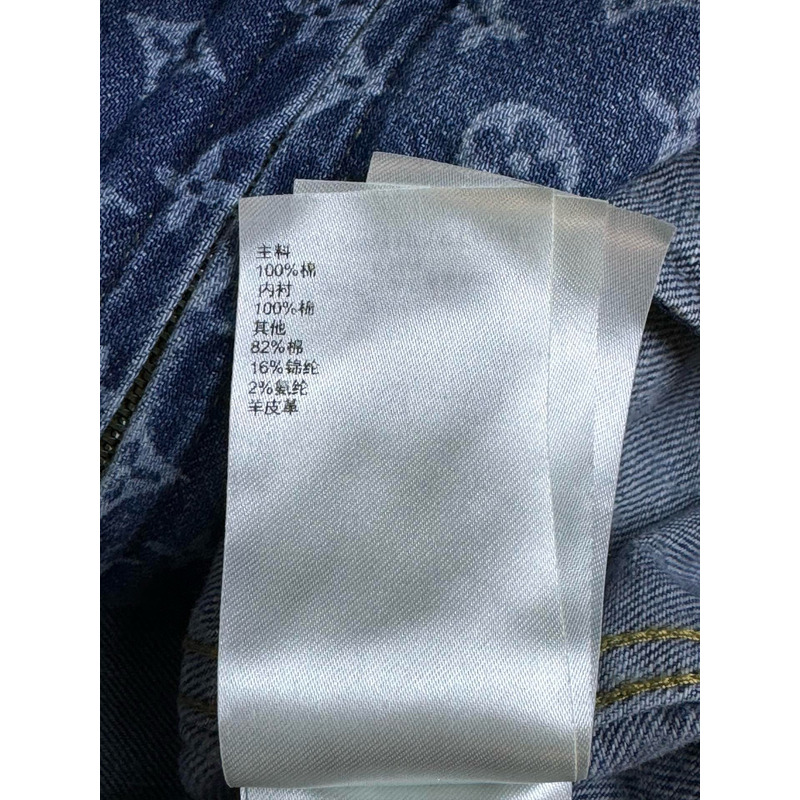 主料
100%棉
内衬
100%棉
其他
82%棉
16%锦纶
2%氨纶
羊皮革